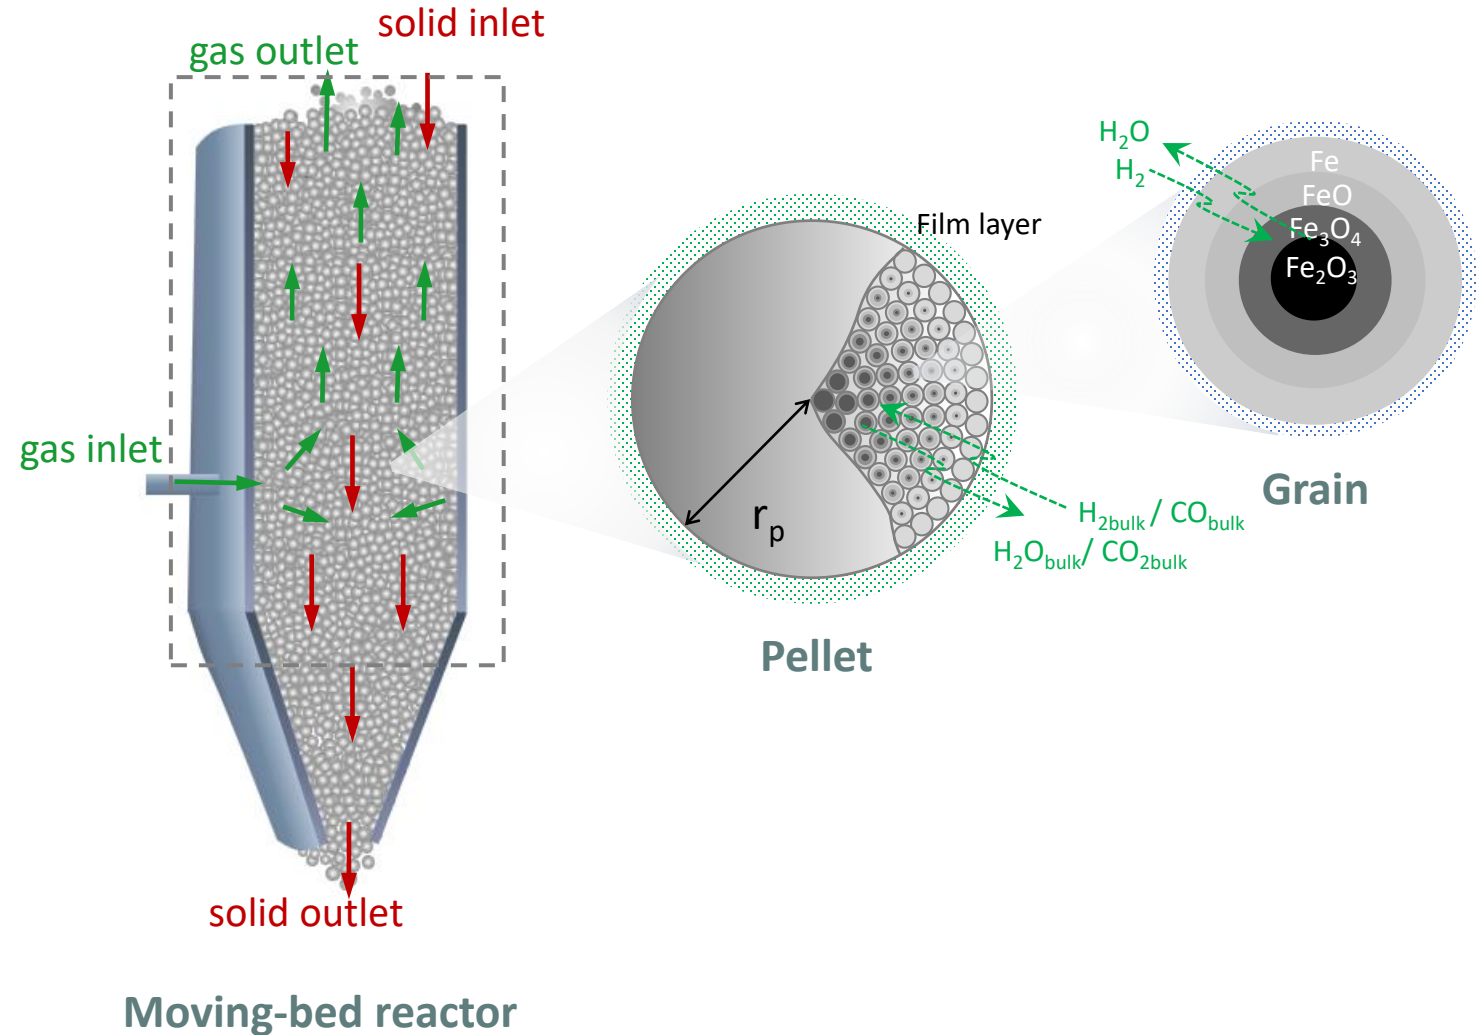 solid inlet
gas outlet
gas inlet
solid outlet
Moving-bed reactor
Film layer
rₚ
H₂bulk / CObulk
H₂Obulk/ CO₂bulk
Pellet
H₂O
H₂
Fe
FeO
Fe₃O₄
Fe₂O₃
Grain